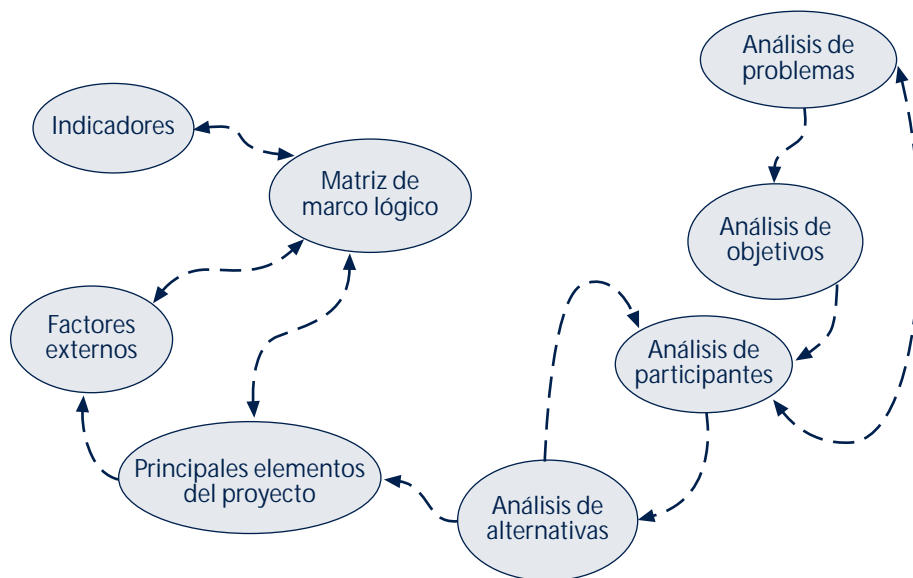 Análisis de
problemas
Indicadores
Matriz de
marco lógico
Análisis de
objetivos
Factores
externos
Análisis de
participantes
Principales elementos
del proyecto
Análisis de
alternativas